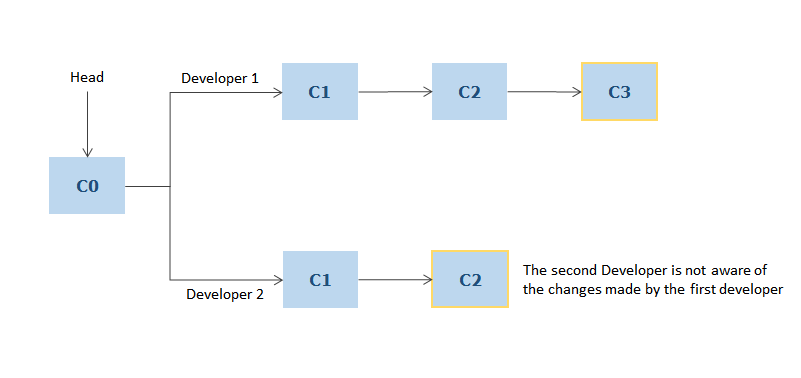 Head
Developer 1
C1
C2
C3
C0
C1
C2
Developer 2
The second Developer is not aware of
the changes made by the first developer